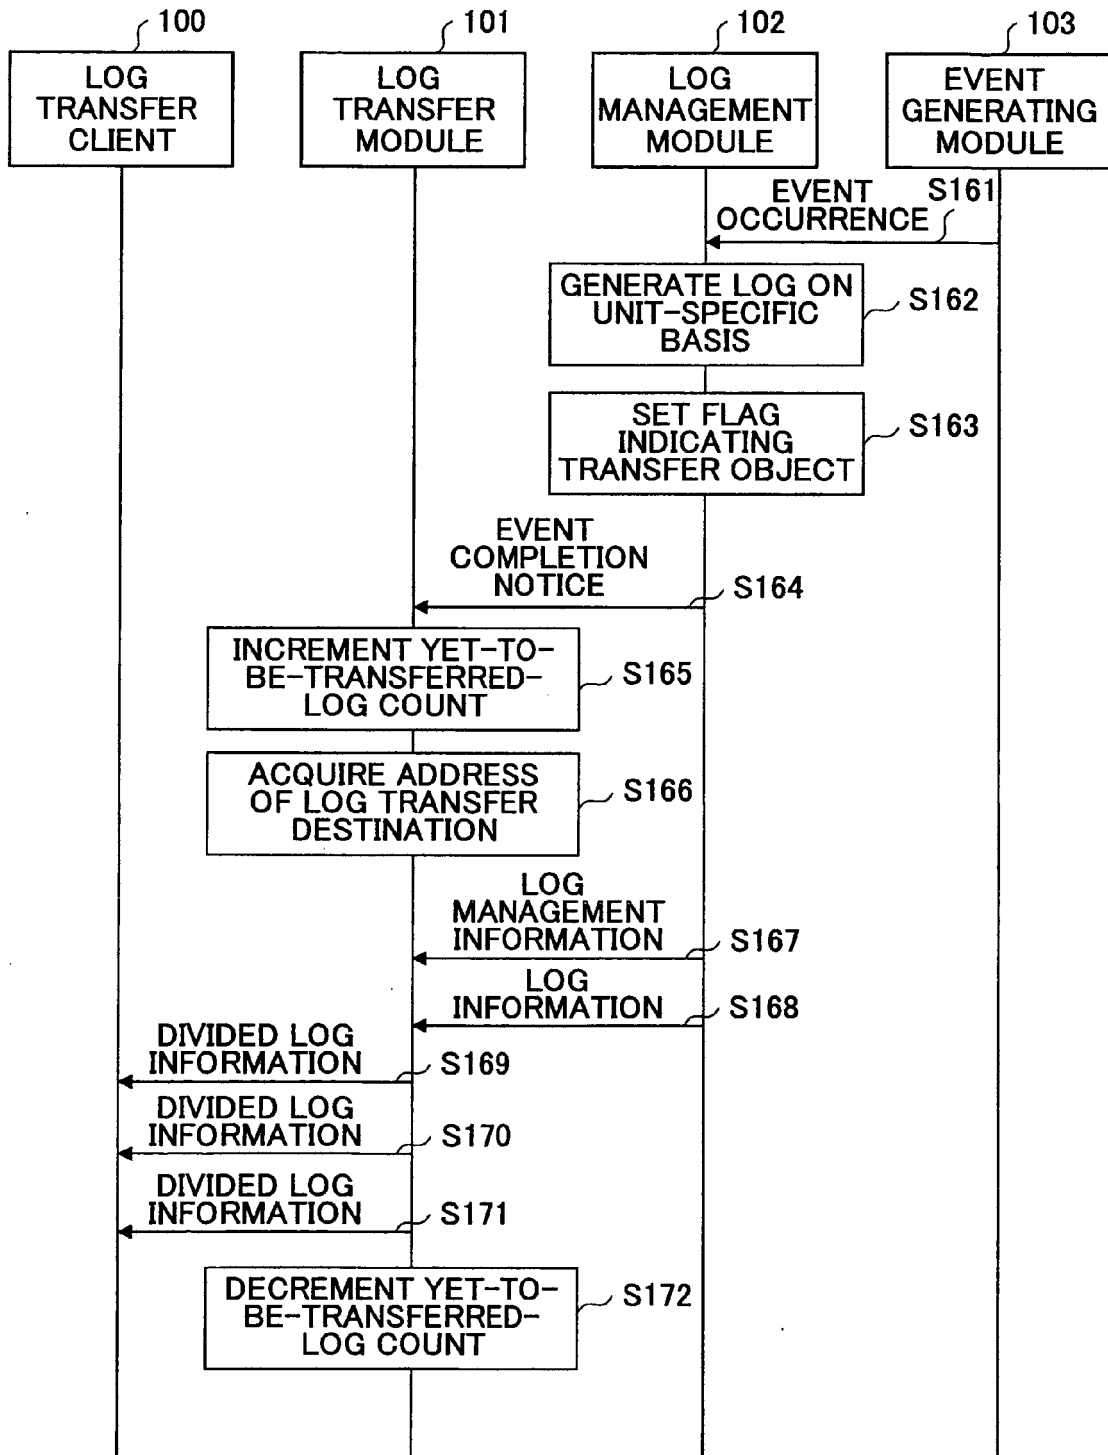 100
101
102
103
LOG
TRANSFER
CLIENT
LOG
TRANSFER
MODULE
LOG
MANAGEMENT
MODULE
EVENT
GENERATING
MODULE
EVENT
OCCURRENCE
S161
GENERATE LOG ON
UNIT-SPECIFIC
BASIS
S162
SET FLAG
INDICATING
TRANSFER OBJECT
S163
EVENT
COMPLETION
NOTICE
S164
INCREMENT YET-TO-
BE-TRANSFERRED-
LOG COUNT
S165
ACQUIRE ADDRESS
OF LOG TRANSFER
DESTINATION
S166
LOG
MANAGEMENT
INFORMATION
S167
LOG
INFORMATION
S168
DIVIDED LOG
INFORMATION
S169
DIVIDED LOG
INFORMATION
S170
DIVIDED LOG
INFORMATION
S171
DECREMENT YET-TO-
BE-TRANSFERRED-
LOG COUNT
S172